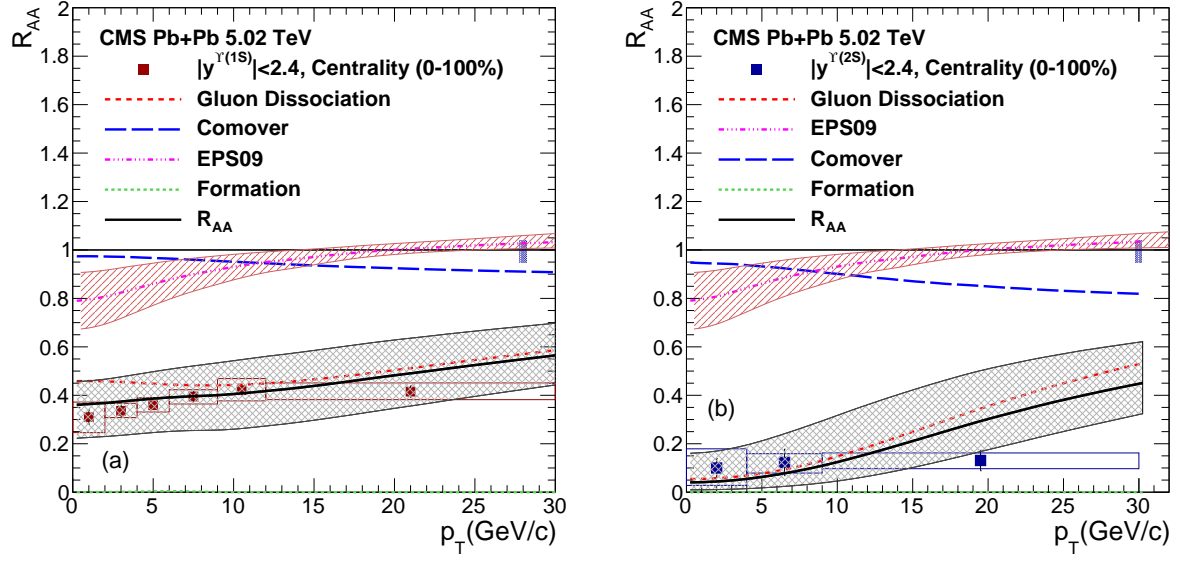 R_AA
2
1.8
1.6
1.4
1.2
1
0.8
0.6
0.4
0.2
0
CMS Pb+Pb 5.02 TeV
|y^ϒ(1S)|<2.4, Centrality (0-100%)
Gluon Dissociation
Comover
EPS09
Formation
R_AA
(a)
0 5 10 15 20 25 30
p_T(GeV/c)
R_AA
2
1.8
1.6
1.4
1.2
1
0.8
0.6
0.4
0.2
0
CMS Pb+Pb 5.02 TeV
|y^ϒ(2S)|<2.4, Centrality (0-100%)
Gluon Dissociation
EPS09
Comover
Formation
R_AA
(b)
0 5 10 15 20 25 30
p_T(GeV/c)